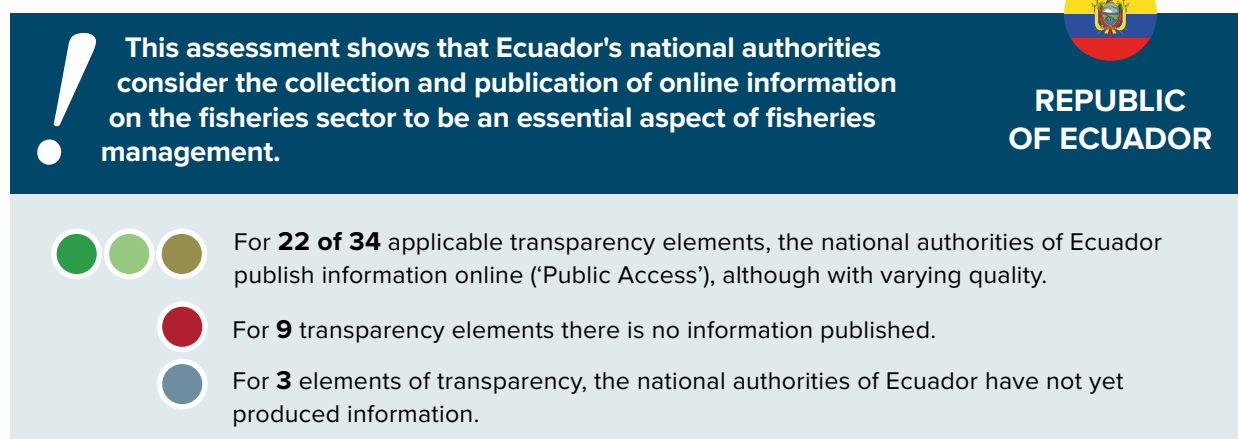 !
This assessment shows that Ecuador's national authorities
consider the collection and publication of online information
on the fisheries sector to be an essential aspect of fisheries
management.
REPUBLIC
OF ECUADOR
For 22 of 34 applicable transparency elements, the national authorities of Ecuador
publish information online (‘Public Access’), although with varying quality.
For 9 transparency elements there is no information published.
For 3 elements of transparency, the national authorities of Ecuador have not yet
produced information.